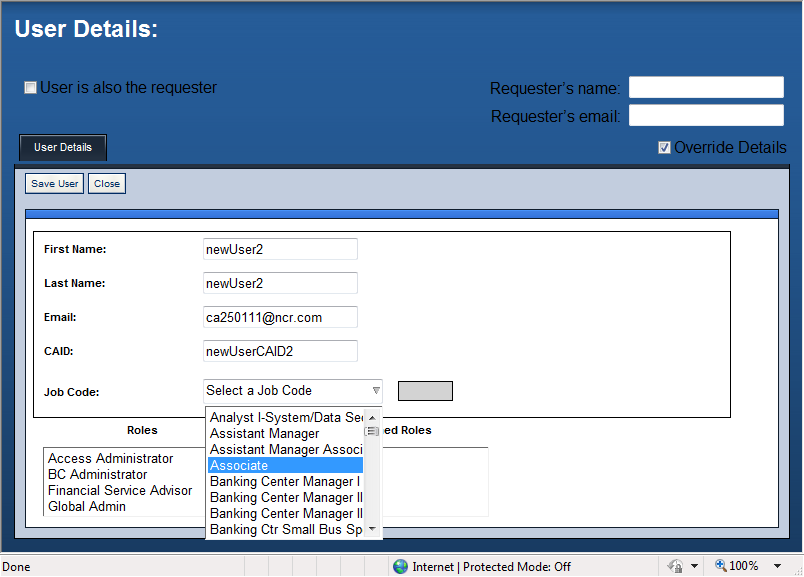 User Details:
User is also the requester
Requester's name:
Requester's email:
User Details
Override Details
Save User Close
First Name: newUser2
Last Name: newUser2
Email: ca250111@ncr.com
CAID: newUserCAID2
Job Code: Select a Job Code
Analyst I-System/Data Sec
Assistant Manager
Assistant Manager Associ
Associate
Banking Center Manager I
Banking Center Manager II
Banking Center Manager II
Banking Ctr Small Bus Sp
Roles ned Roles
Access Administrator
BC Administrator
Financial Service Advisor
Global Admin
Done Internet | Protected Mode: Off 100%